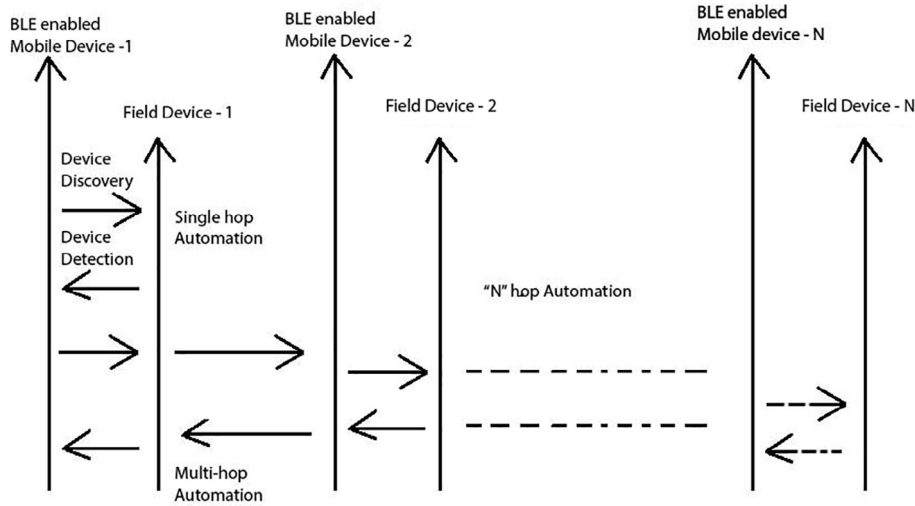 BLE enabled
Mobile Device -1
BLE enabled
Mobile Device - 2
BLE enabled
Mobile device - N
Field Device - 1
Field Device - 2
Field Device - N
Device
Discovery
Single hop
Automation
Device
Detection
“N” hop Automation
Multi-hop
Automation